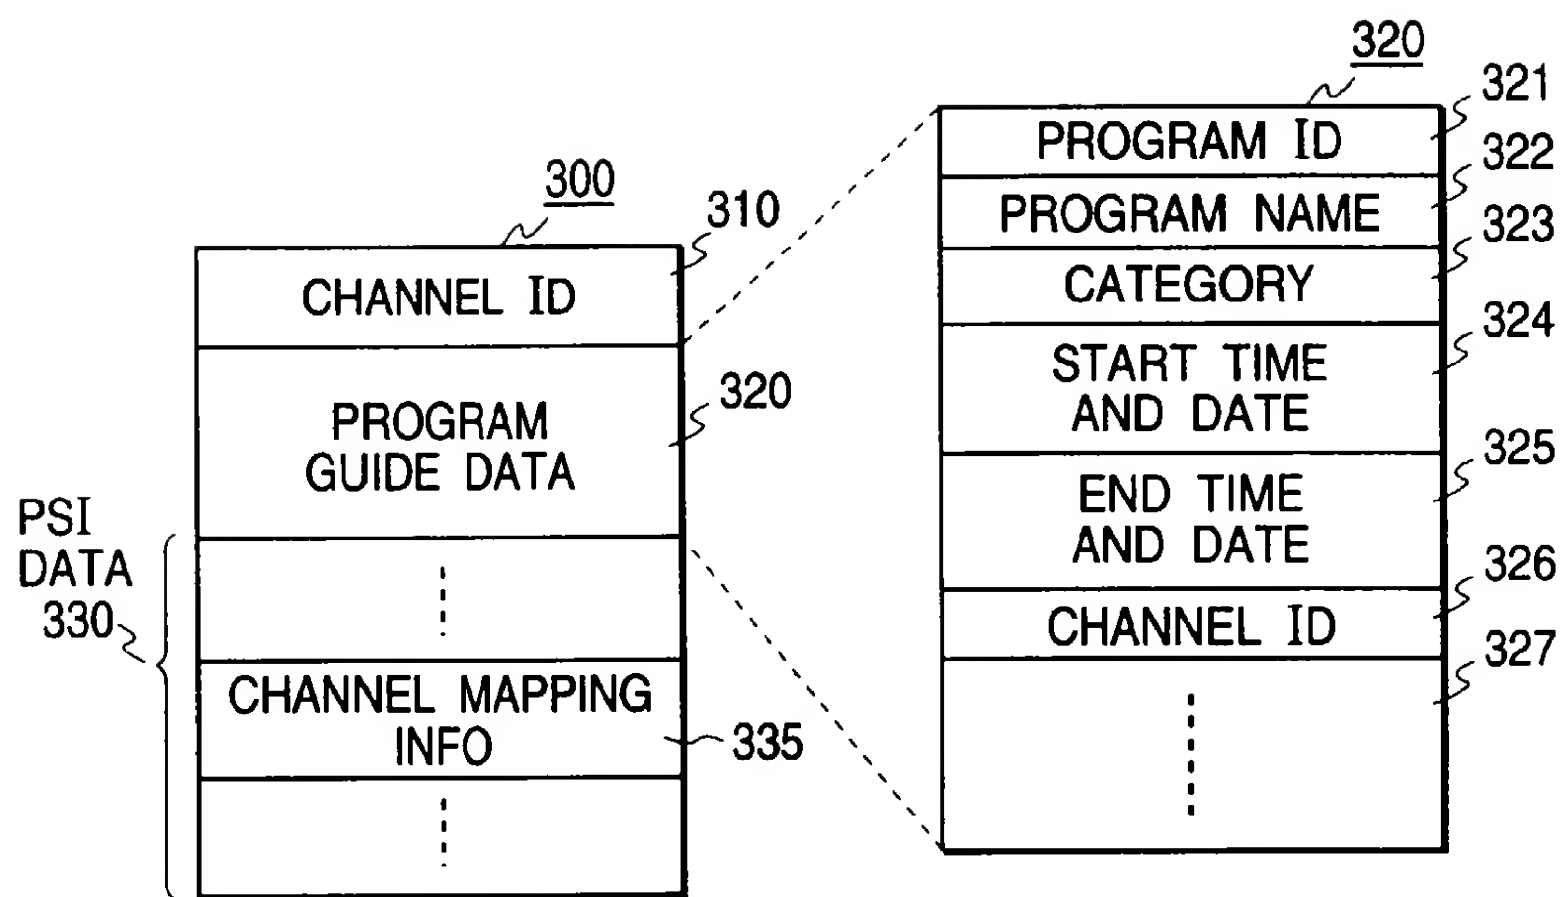 300
310
CHANNEL ID
320
PROGRAM
GUIDE DATA
PSI
DATA
330
CHANNEL MAPPING
INFO
335
320
321
PROGRAM ID
322
PROGRAM NAME
323
CATEGORY
324
START TIME
AND DATE
325
END TIME
AND DATE
326
CHANNEL ID
327